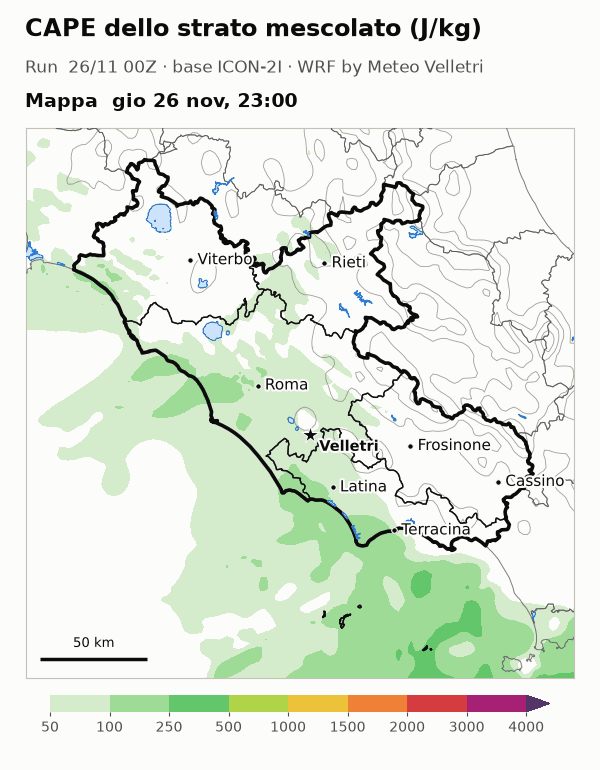 CAPE dello strato mescolato (J/kg)
Run  26/11 00Z · base ICON-2I · WRF by Meteo Velletri
Mappa  gio 26 nov, 23:00
Viterbo
Rieti
Roma
Velletri
Frosinone
Latina
Cassino
Terracina
50 km
50 100 250 500 1000 1500 2000 3000 4000